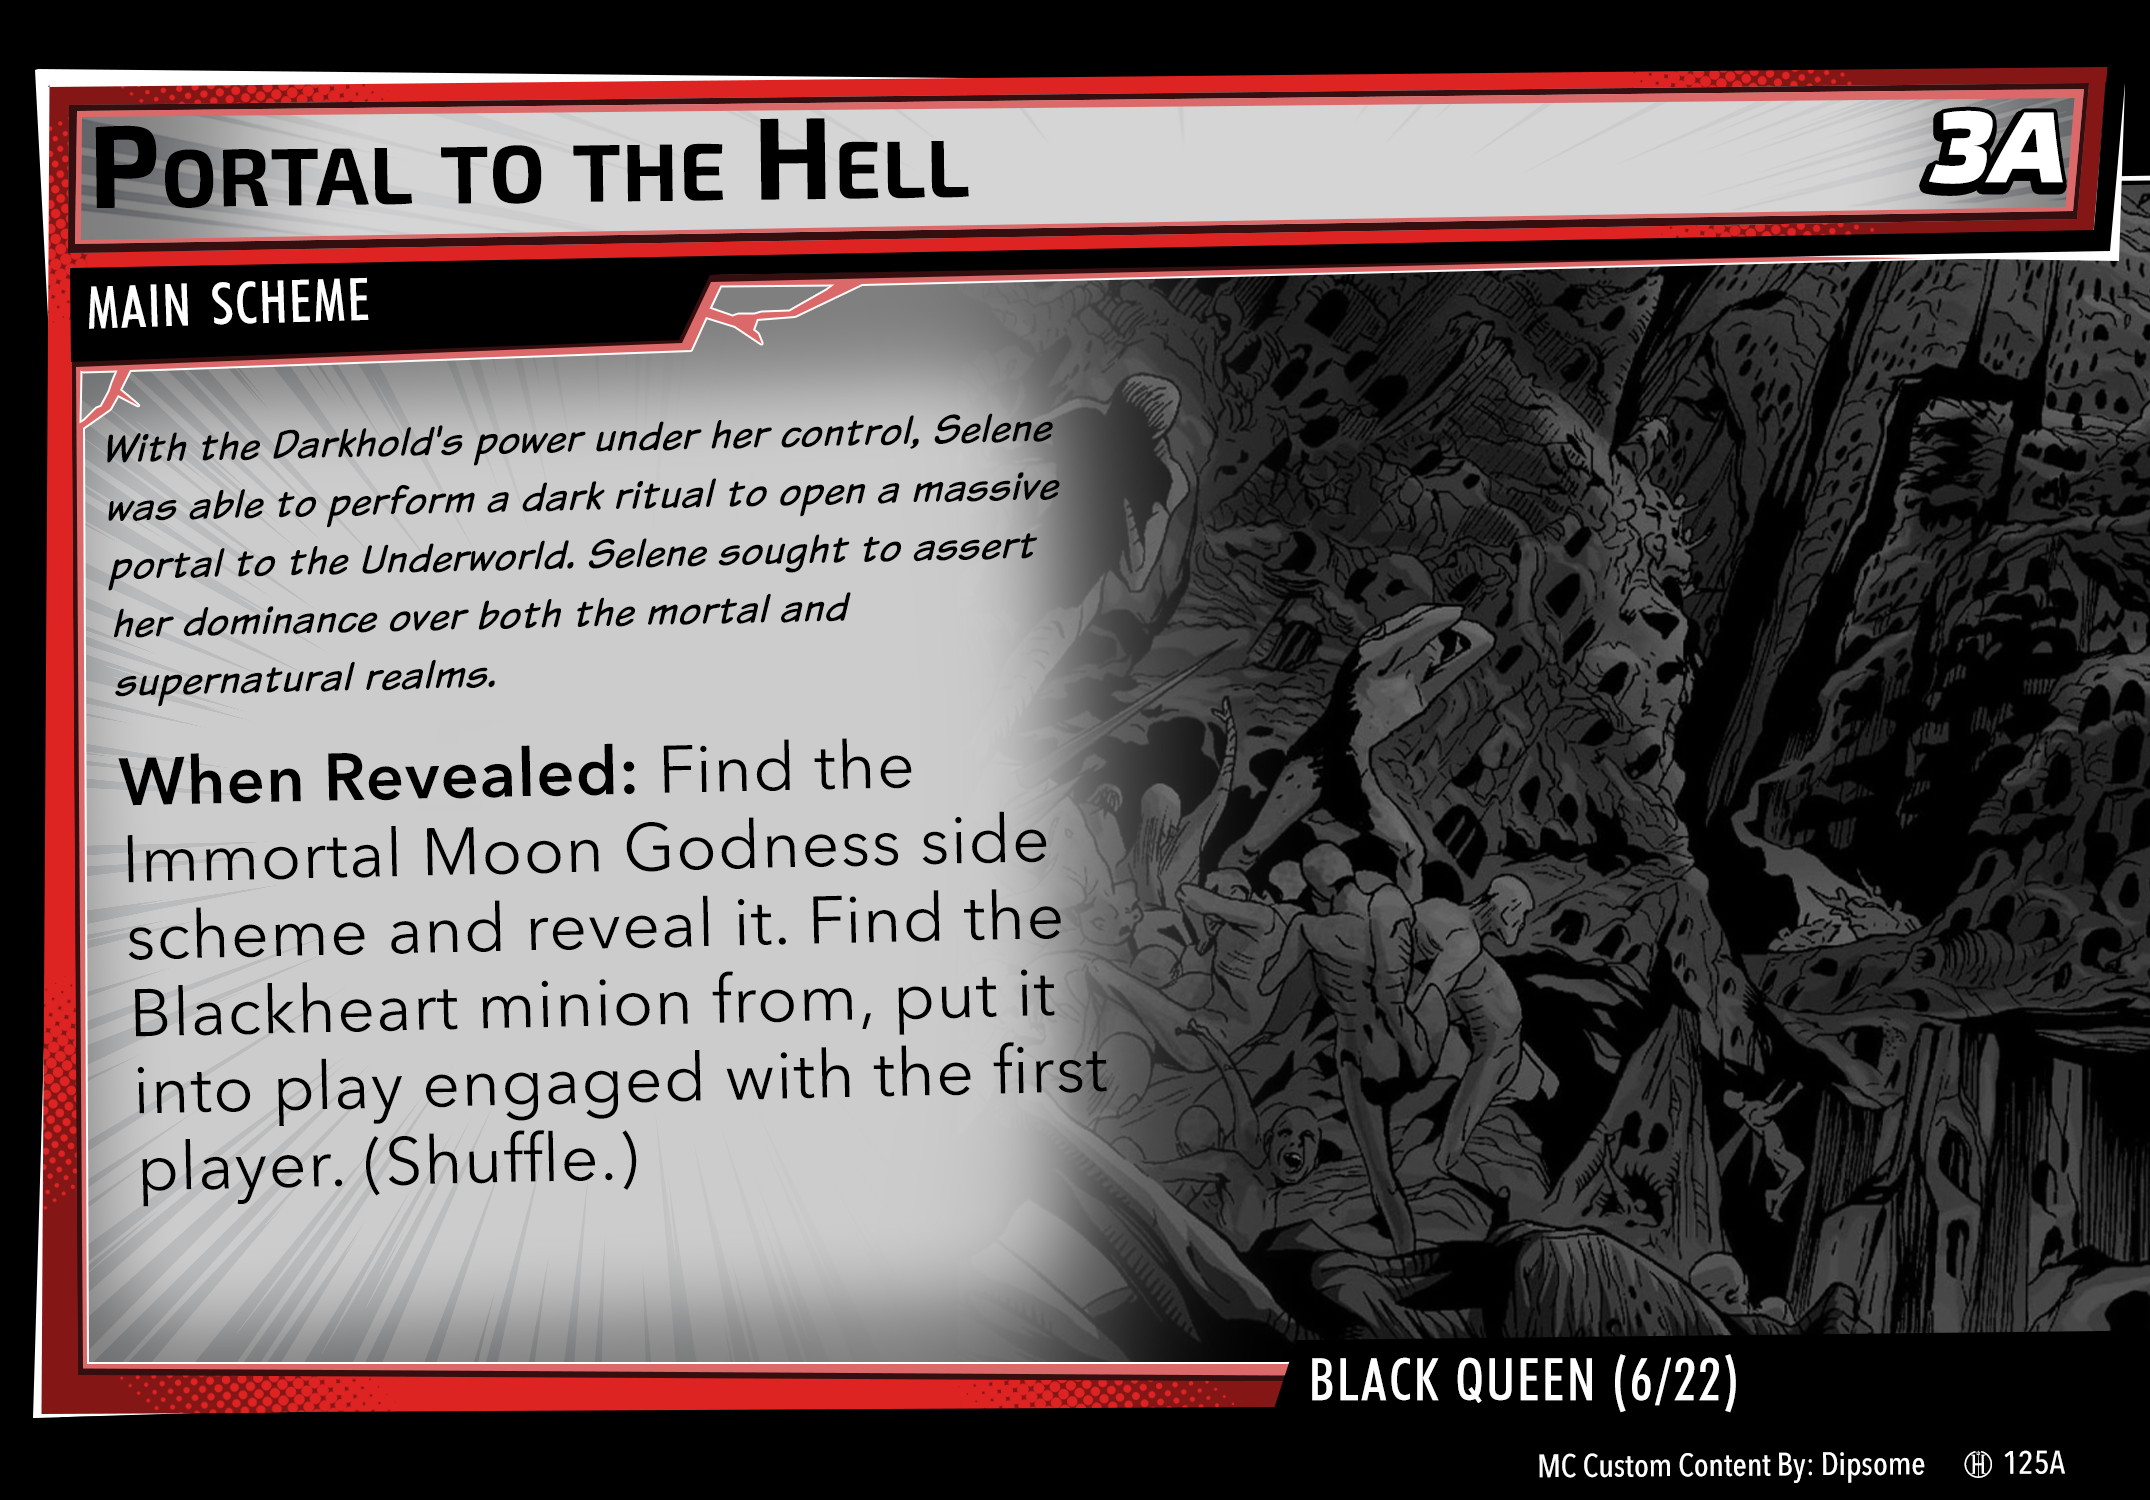 Portal to the Hell
3A
MAIN SCHEME
With the Darkhold's power under her control, Selene
was able to perform a dark ritual to open a massive
portal to the Underworld. Selene sought to assert
her dominance over both the mortal and
supernatural realms.
When Revealed: Find the
Immortal Moon Godness side
scheme and reveal it. Find the
Blackheart minion from, put it
into play engaged with the first
player. (Shuffle.)
BLACK QUEEN (6/22)
MC Custom Content By: Dipsome
125A